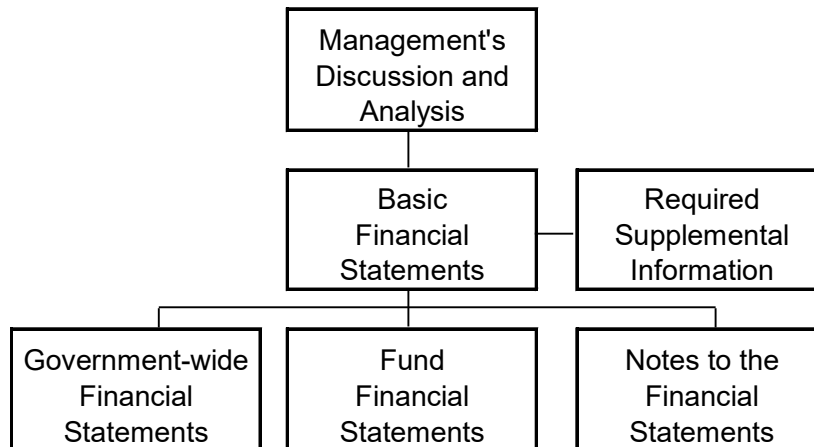 Management's
Discussion and
Analysis
Basic
Financial
Statements
Required
Supplemental
Information
Government-wide
Financial
Statements
Fund
Financial
Statements
Notes to the
Financial
Statements